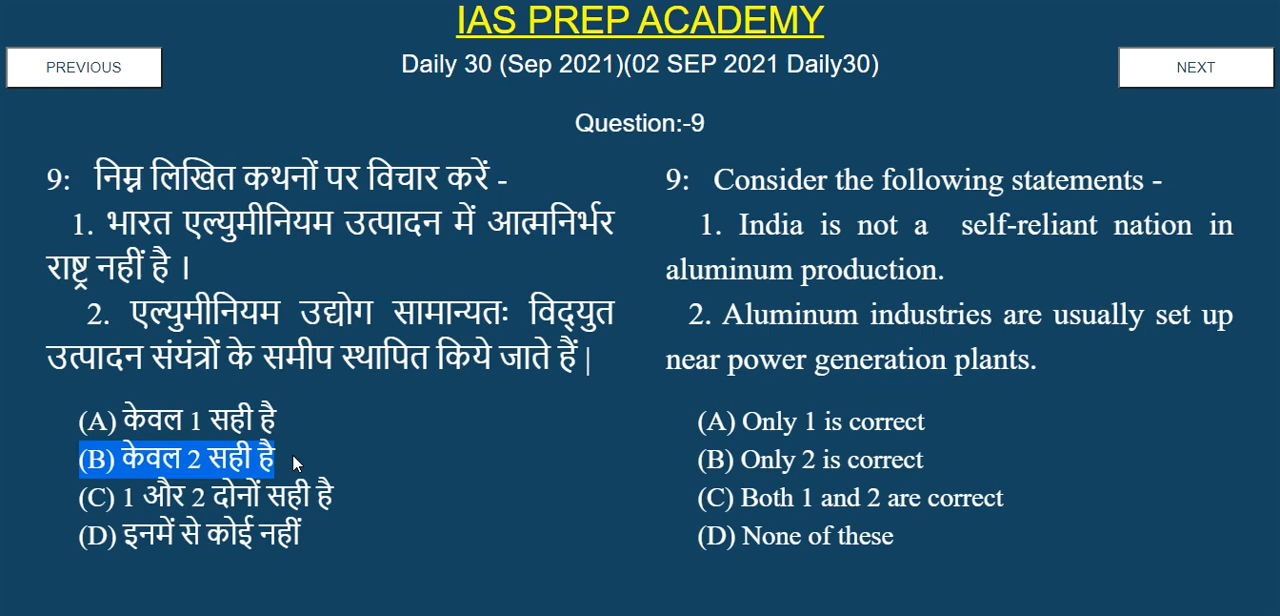 IAS PREP ACADEMY
PREVIOUS
Daily 30 (Sep 2021)(02 SEP 2021 Daily30)
NEXT
Question:-9
9: निम्न लिखित कथनों पर विचार करें -
1. भारत एल्युमीनियम उत्पादन में आत्मनिर्भर
राष्ट्र नहीं है ।
2. एल्युमीनियम उद्योग सामान्यतः विद्युत
उत्पादन संयंत्रों के समीप स्थापित किये जाते हैं |
(A) केवल 1 सही है
(B) केवल 2 सही है
(C) 1 और 2 दोनों सही है
(D) इनमें से कोई नहीं
9: Consider the following statements -
1. India is not a self-reliant nation in
aluminum production.
2. Aluminum industries are usually set up
near power generation plants.
(A) Only 1 is correct
(B) Only 2 is correct
(C) Both 1 and 2 are correct
(D) None of these